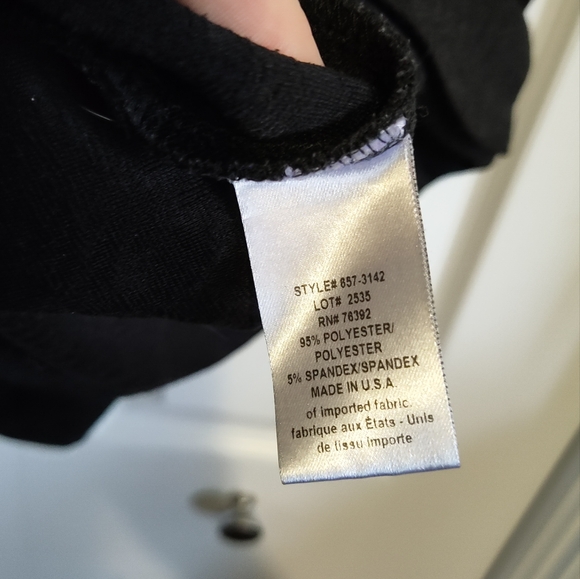 STYLE# 657-3142
LOT# 2535
RN# 76392
95% POLYESTER/
POLYESTER
5% SPANDEX/SPANDEX
MADE IN U.S.A.
of imported fabric.
fabrique aux États - Unis
de tissu importe